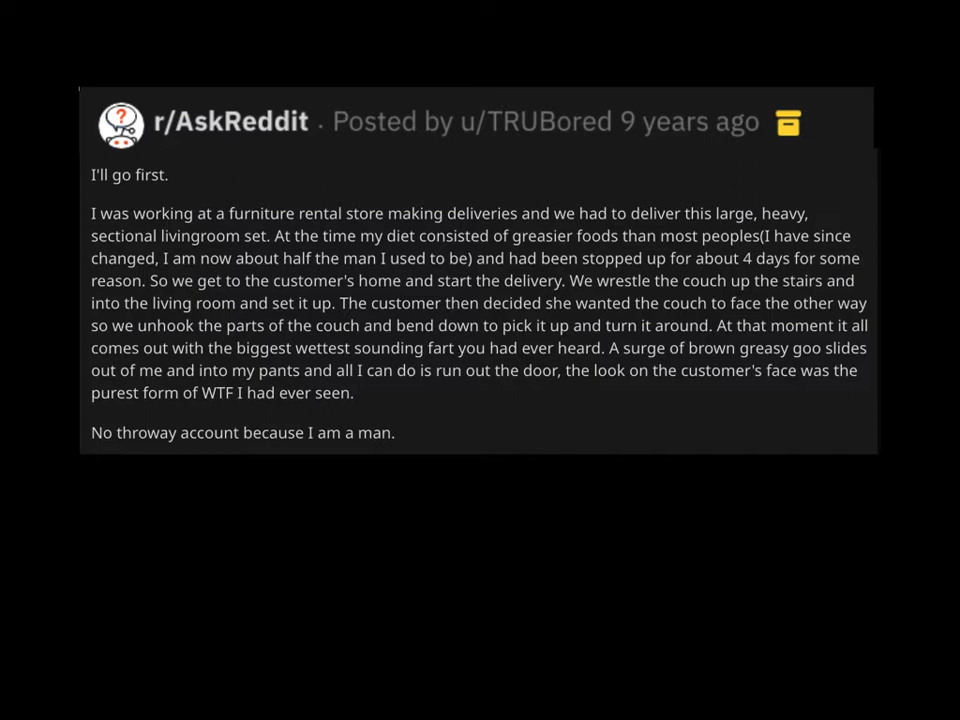 r/AskReddit · Posted by u/TRUBored 9 years ago
I'll go first.
I was working at a furniture rental store making deliveries and we had to deliver this large, heavy,
sectional livingroom set. At the time my diet consisted of greasier foods than most peoples(I have since
changed, I am now about half the man I used to be) and had been stopped up for about 4 days for some
reason. So we get to the customer's home and start the delivery. We wrestle the couch up the stairs and
into the living room and set it up. The customer then decided she wanted the couch to face the other way
so we unhook the parts of the couch and bend down to pick it up and turn it around. At that moment it all
comes out with the biggest wettest sounding fart you had ever heard. A surge of brown greasy goo slides
out of me and into my pants and all I can do is run out the door, the look on the customer's face was the
purest form of WTF I had ever seen.
No throway account because I am a man.